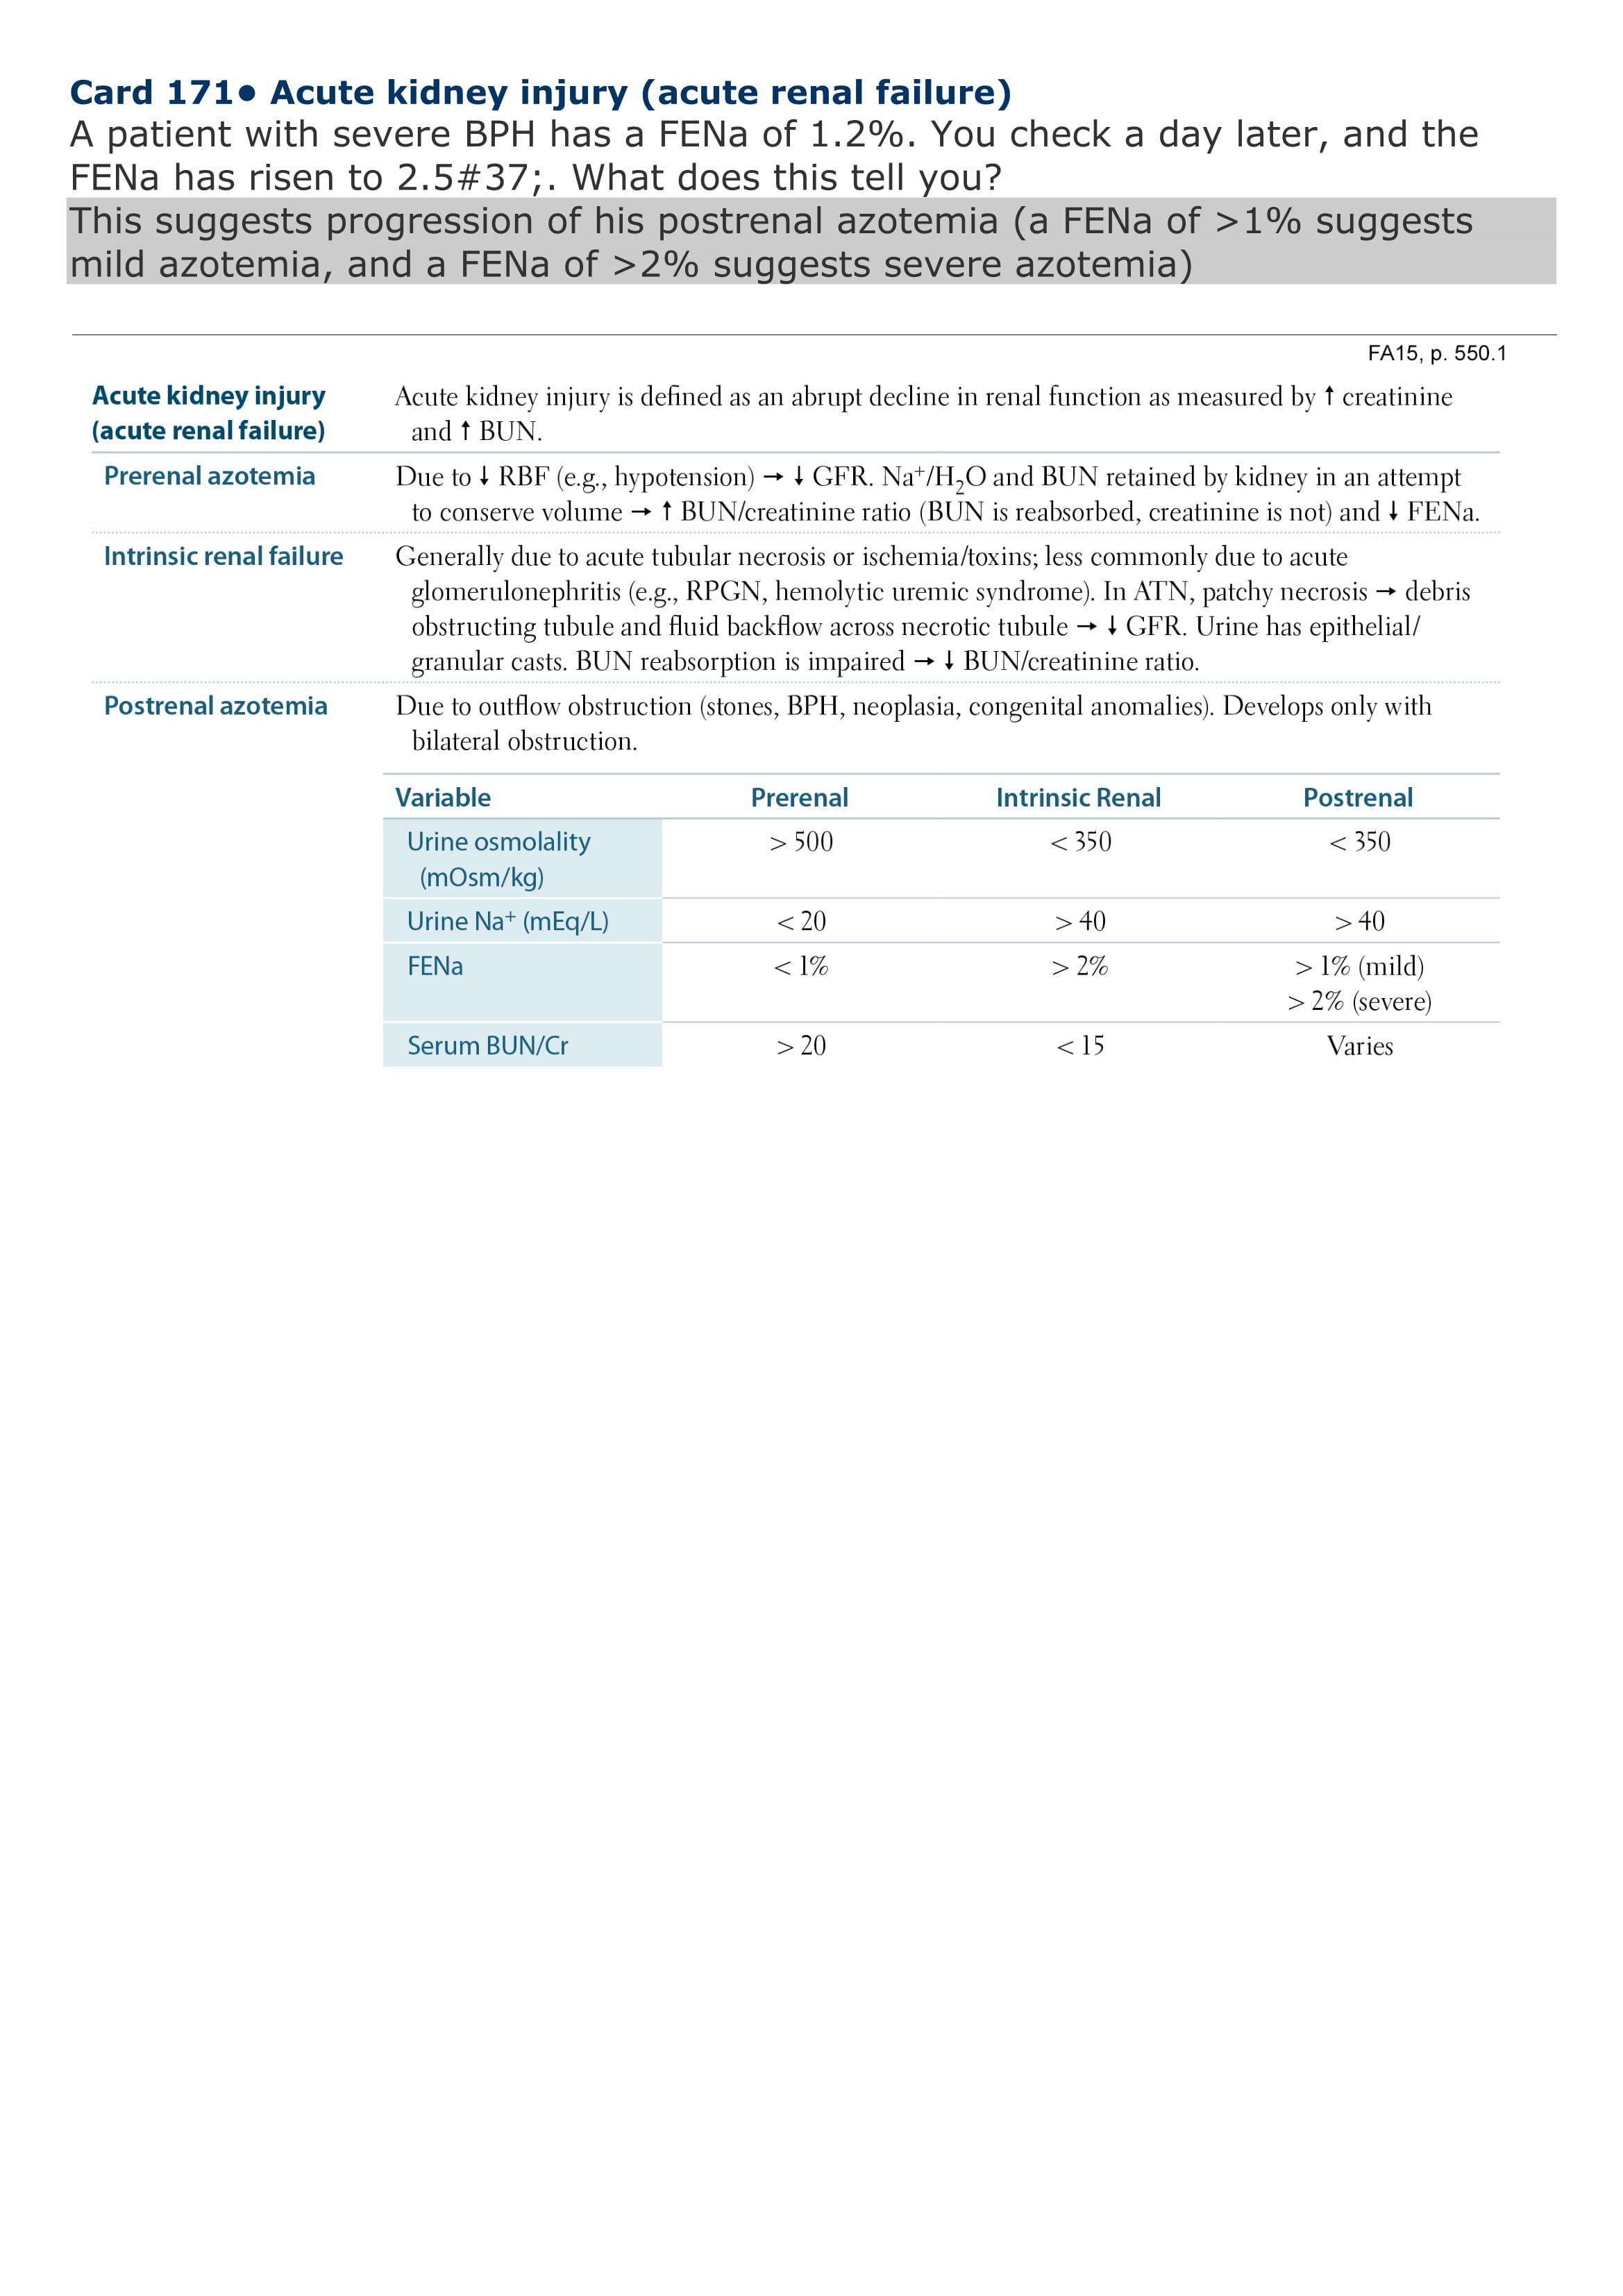 Card 171• Acute kidney injury (acute renal failure)
A patient with severe BPH has a FENa of 1.2%. You check a day later, and the
FENa has risen to 2.5#37;. What does this tell you?
This suggests progression of his postrenal azotemia (a FENa of >1% suggests
mild azotemia, and a FENa of >2% suggests severe azotemia)
FA15, p. 550.1
Acute kidney injury
(acute renal failure)
Acute kidney injury is defined as an abrupt decline in renal function as measured by ↑ creatinine
and ↑ BUN.
Prerenal azotemia
Due to ↓ RBF (e.g., hypotension) → ↓ GFR. Na⁺/H₂O and BUN retained by kidney in an attempt
to conserve volume → ↑ BUN/creatinine ratio (BUN is reabsorbed, creatinine is not) and ↓ FENa.
Intrinsic renal failure
Generally due to acute tubular necrosis or ischemia/toxins; less commonly due to acute
glomerulonephritis (e.g., RPGN, hemolytic uremic syndrome). In ATN, patchy necrosis → debris
obstructing tubule and fluid backflow across necrotic tubule → ↓ GFR. Urine has epithelial/
granular casts. BUN reabsorption is impaired → ↓ BUN/creatinine ratio.
Postrenal azotemia
Due to outflow obstruction (stones, BPH, neoplasia, congenital anomalies). Develops only with
bilateral obstruction.
Variable Prerenal Intrinsic Renal Postrenal
Urine osmolality > 500 < 350 < 350
(mOsm/kg)
Urine Na⁺ (mEq/L) < 20 > 40 > 40
FENa < 1% > 2% > 1% (mild)
> 2% (severe)
Serum BUN/Cr > 20 < 15 Varies